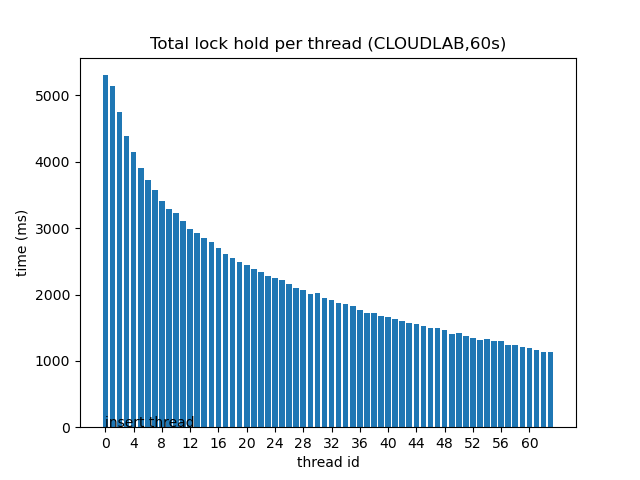 Total lock hold per thread (CLOUDLAB,60s)
time (ms)
5000
4000
3000
2000
1000
0
insert thread
0 4 8 12 16 20 24 28 32 36 40 44 48 52 56 60
thread id